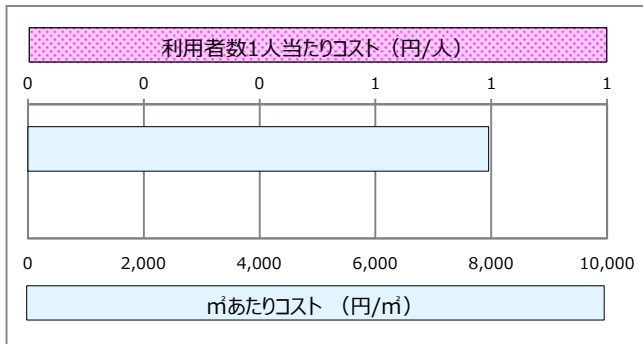 利用者数1人当たりコスト（円/人）
0 0 0 1 1 1
0 2,000 4,000 6,000 8,000 10,000
㎡あたりコスト （円/㎡）